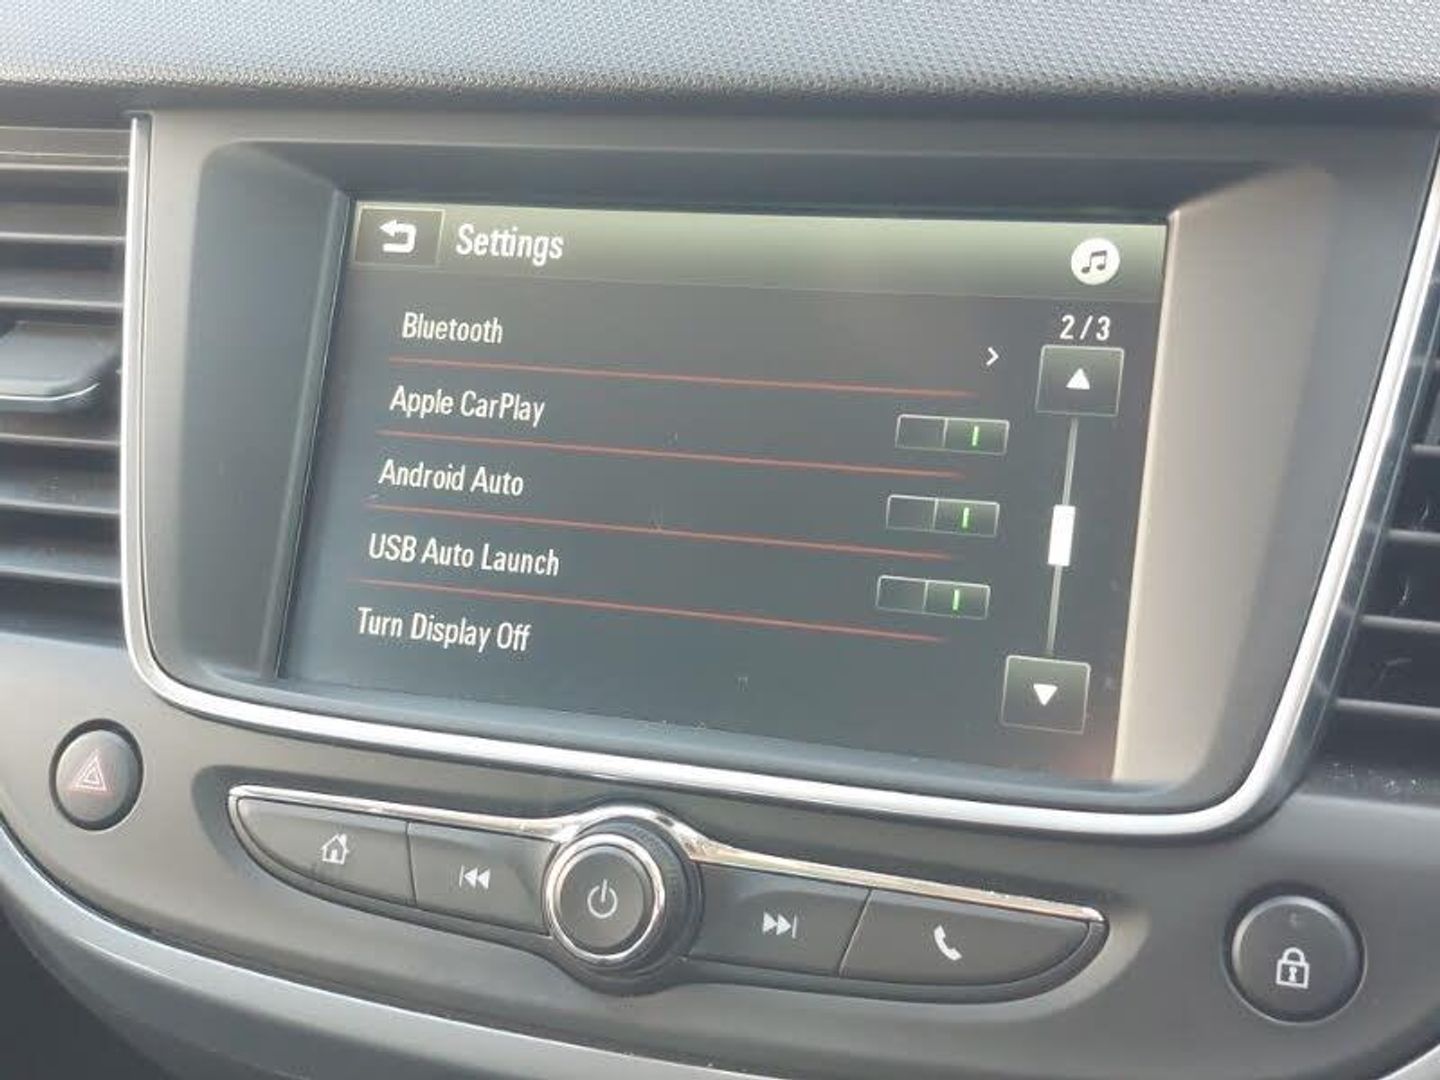 Settings
2/3
Bluetooth
Apple CarPlay
Android Auto
USB Auto Launch
Turn Display Off